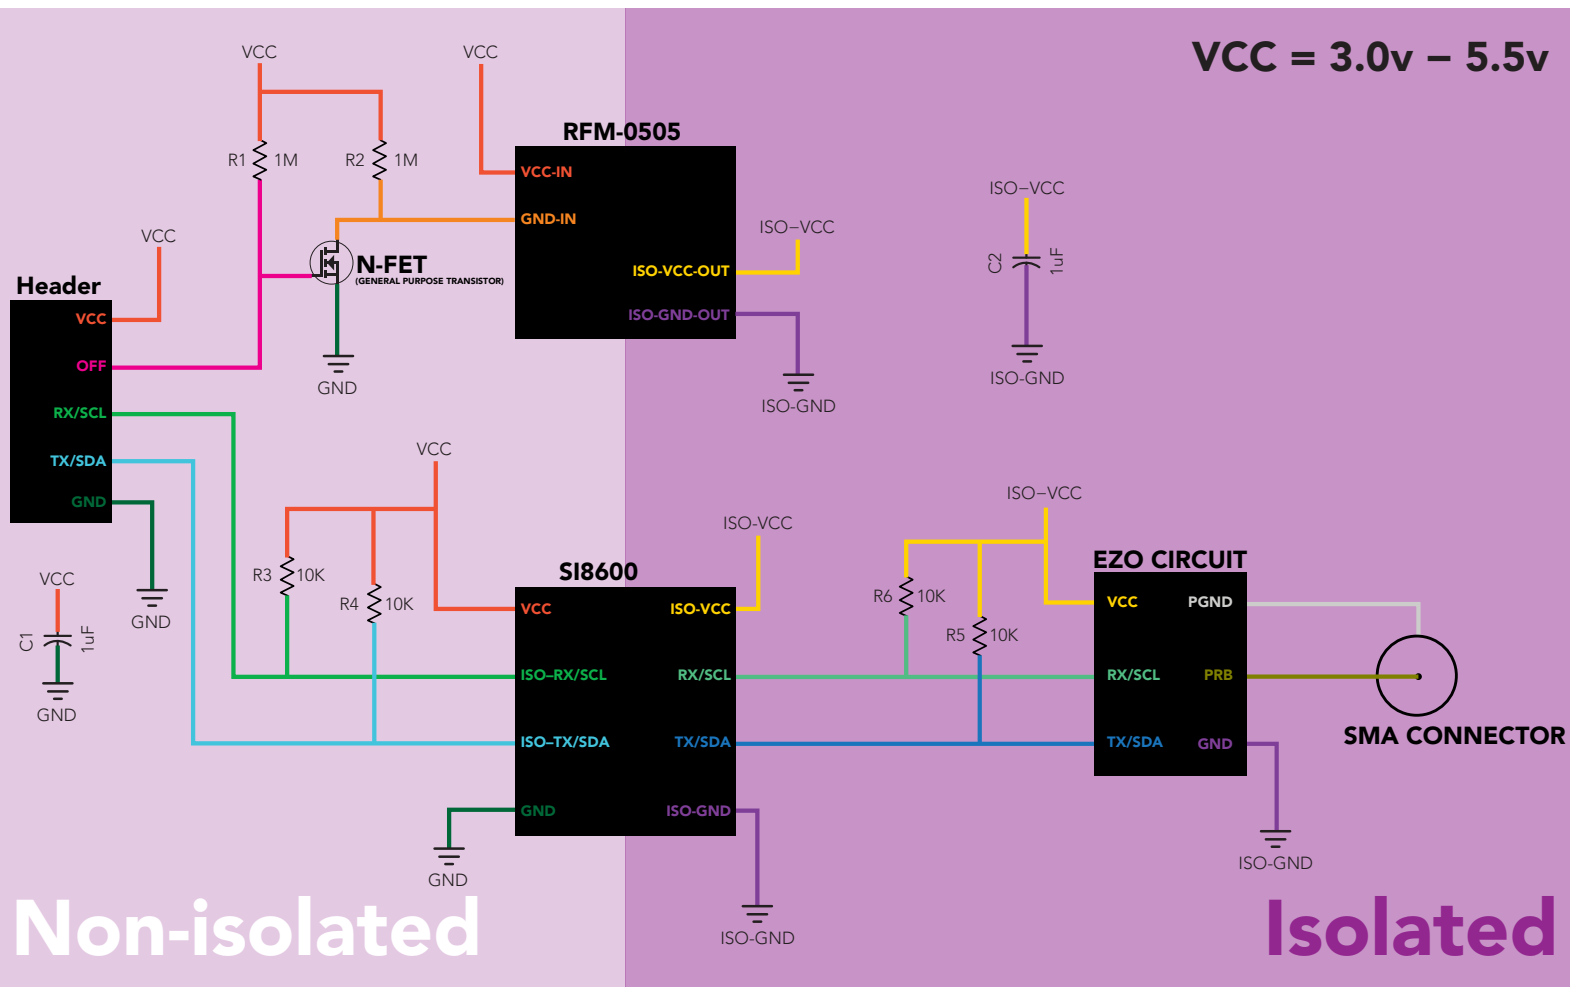 VCC = 3.0v – 5.5v
VCC
VCC
RFM-0505
R1 1M
R2 1M
VCC-IN
GND-IN
ISO-VCC-OUT
ISO-GND-OUT
ISO–VCC
ISO-GND
ISO–VCC
C2 1uF
ISO-GND
VCC
N-FET
(GENERAL PURPOSE TRANSISTOR)
GND
Header
VCC
OFF
RX/SCL
TX/SDA
GND
GND
VCC
C1 1uF
GND
VCC
R3 10K
R4 10K
SI8600
VCC
ISO–RX/SCL
ISO–TX/SDA
GND
ISO-VCC
RX/SCL
TX/SDA
ISO-GND
GND
ISO-VCC
ISO-GND
ISO–VCC
R6 10K
R5 10K
EZO CIRCUIT
VCC
RX/SCL
TX/SDA
PGND
PRB
GND
SMA CONNECTOR
ISO-GND
Non-isolated
Isolated